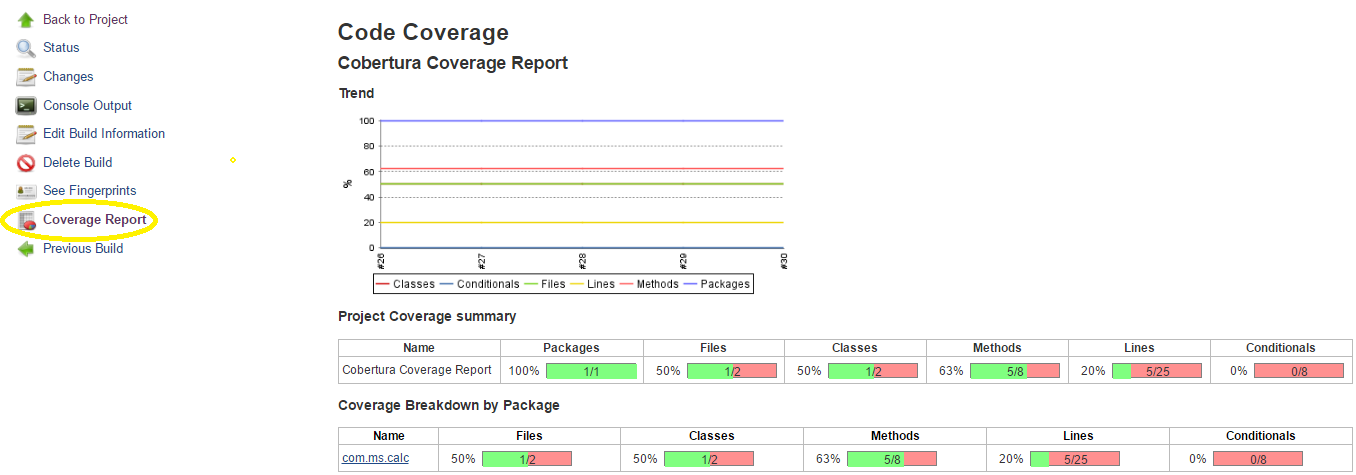 Back to Project
Status
Changes
Console Output
Edit Build Information
Delete Build
See Fingerprints
Coverage Report
Previous Build
Code Coverage
Cobertura Coverage Report
Trend
100
80
60
40
20
0
%
#26 #27 #28 #29 #30
Classes Conditionals Files Lines Methods Packages
Project Coverage summary
Name Packages Files Classes Methods Lines Conditionals
Cobertura Coverage Report 100% 1/1 50% 1/2 50% 1/2 63% 5/8 20% 5/25 0% 0/8
Coverage Breakdown by Package
Name Files Classes Methods Lines Conditionals
com.ms.calc 50% 1/2 50% 1/2 63% 5/8 20% 5/25 0% 0/8